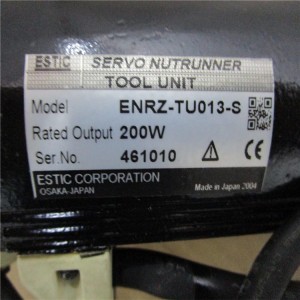 ESTIC SERVO NUTRUNNER
TOOL UNIT
Model ENRZ-TU013-S
Rated Output 200W
Ser.No. 461010
ESTIC CORPORATION
OSAKA-JAPAN Made in Japan 2004